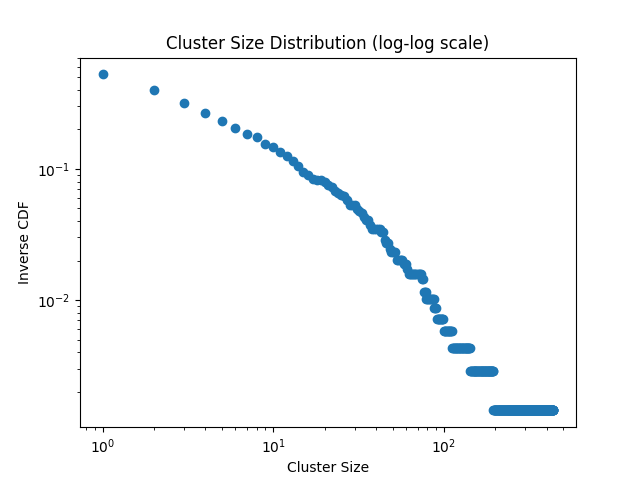 Cluster Size Distribution (log-log scale)
Inverse CDF
10⁻¹
10⁻²
10⁰
10¹
10²
Cluster Size